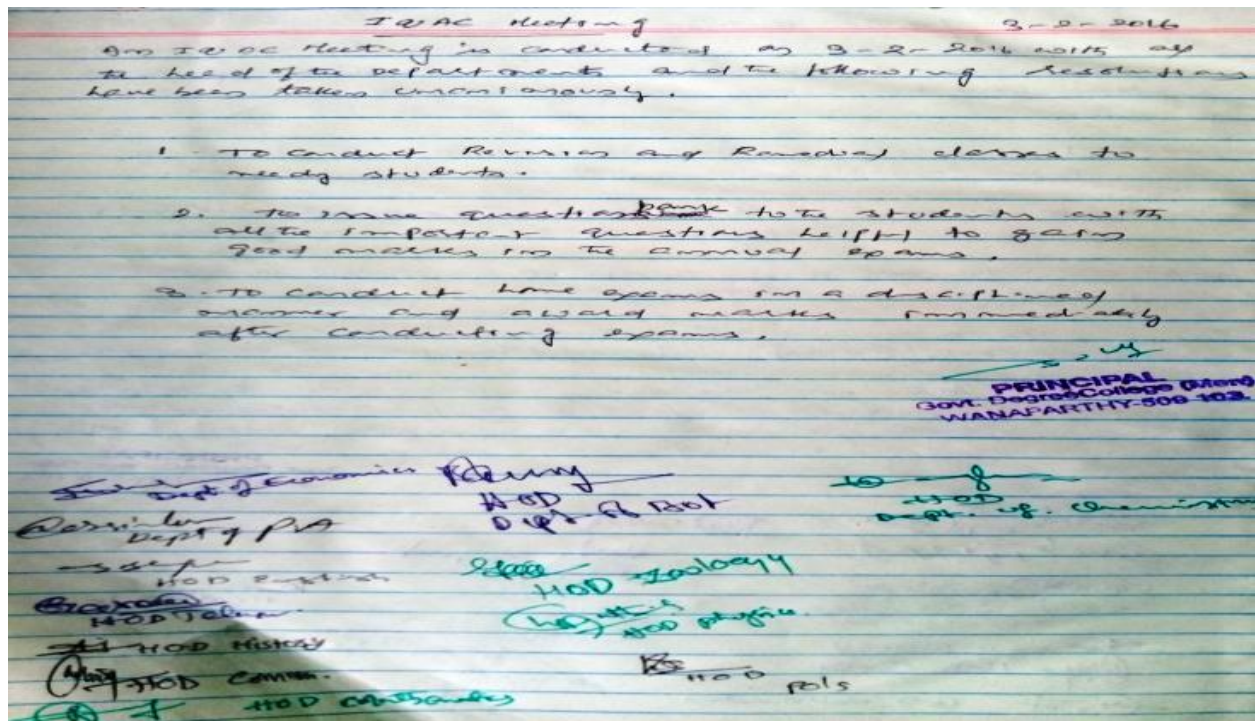 IQAC Meeting 3-2-2016
An IQAC Meeting is conducted on 3-2-2016 with all
the head of the Departments and the following resolutions
have been taken unanimously.
1. To conduct Revision and Remedial classes to
needy students.
2. To issue question bank to the students with
all the important questions helpful to gain
good marks in the annual exams.
3. To conduct home exams in a disciplined
manner and award marks immediately
after conducting exams.
PRINCIPAL
Govt. Degree College (Men)
WANAPARTHY-509 103
Dept of Economics
HOD
Dept of Bot
HOD
Dept. of. Chemistry
Dept of P.A
HOD English
HOD Zoology
HOD Telugu
HOD physics
HOD History
HOD Comm.
HOD
pols
HOD